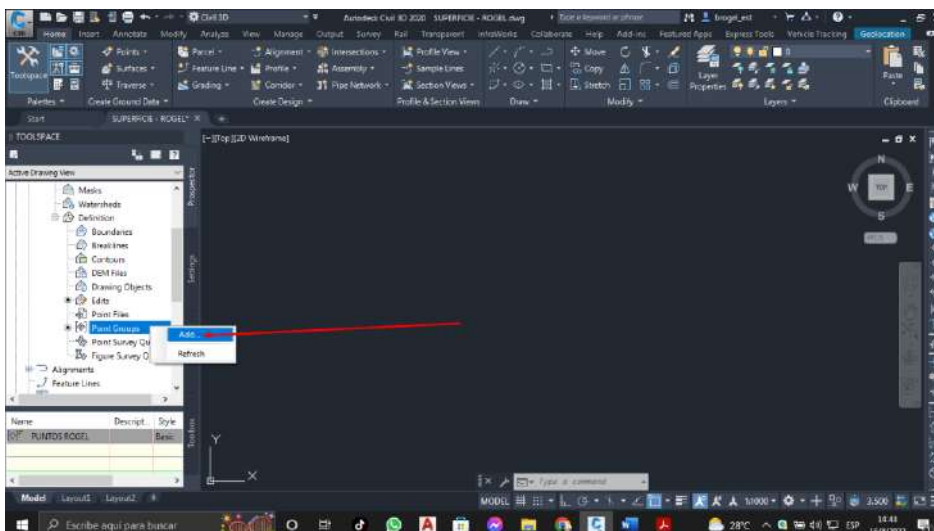 Civil 3D
Autodesk Civil 3D 2020 SUPERFICIE - ROGEL.dwg
Type a keyword or phrase
brogel_est
Home Insert Annotate Modify Analyze View Manage Output Survey Rail Transparent InfraWorks Collaborate Help Add-ins Featured Apps Express Tools Vehicle Tracking Geolocation
Toolspace
Points
Surfaces
Traverse
Parcel
Feature Line
Grading
Alignment
Profile
Corridor
Intersections
Assembly
Pipe Network
Profile View
Sample Lines
Section Views
Move
Copy
Stretch
Layer
Properties
Paste
Palettes Create Ground Data Create Design Profile & Section Views Draw Modify Layers Clipboard
Start SUPERFICIE - ROGEL*
TOOLSPACE
[-][Top][2D Wireframe]
Active Drawing View
Prospector
Settings
Toolbox
Masks
Watersheds
Definition
Boundaries
Breaklines
Contours
DEM Files
Drawing Objects
Edits
Point Files
Point Groups
Point Survey Qu
Figure Survey Q
Alignments
Feature Lines
Add...
Refresh
N
W TOP E
S
Name Descript... Style
PUNTOS ROGEL Basic
Y
X
Type a command
Model Layout1 Layout2 +
MODEL
1:1000
3.500
Escribe aquí para buscar
28°C
ESP
14:41